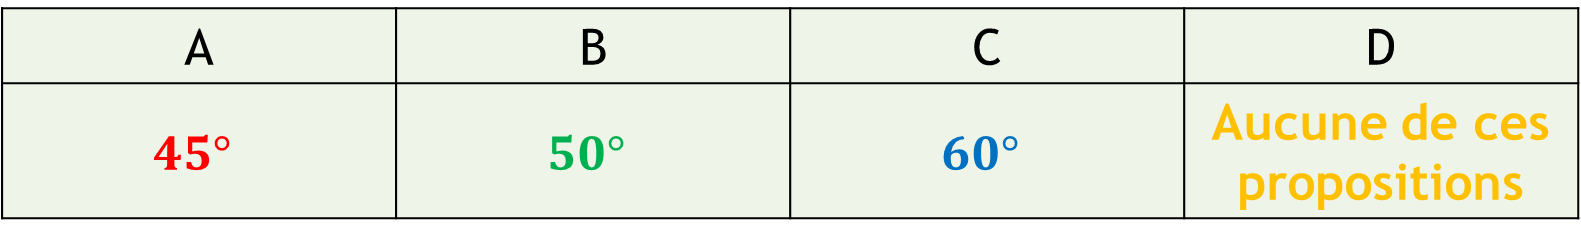 A B C D
45° 50° 60° Aucune de ces
propositions